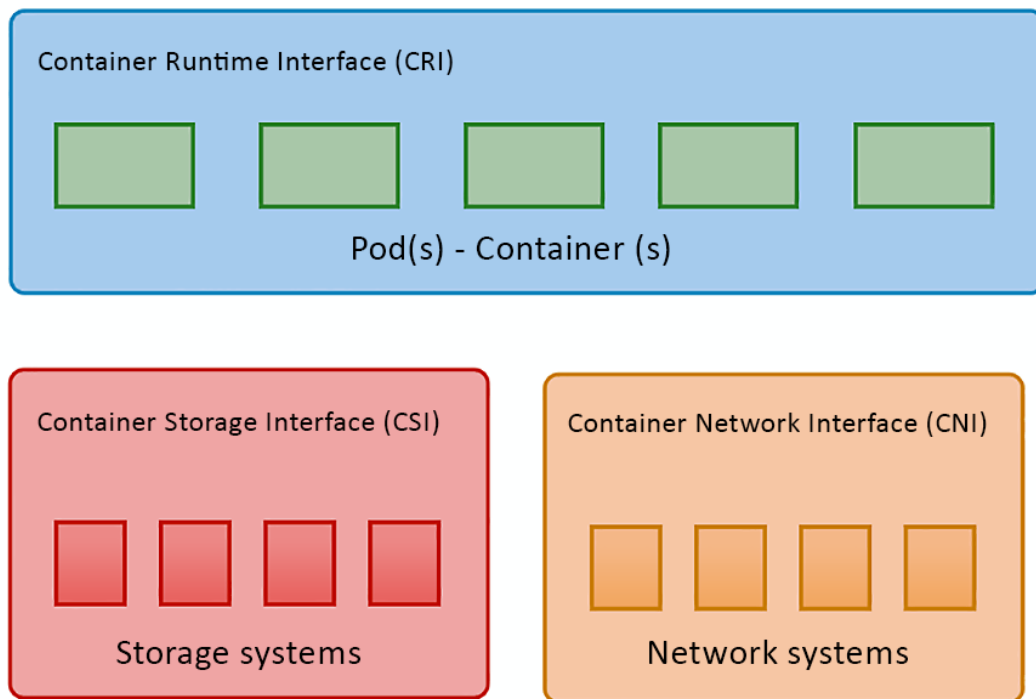 Container Runtime Interface (CRI)
Pod(s) - Container (s)
Container Storage Interface (CSI)
Storage systems
Container Network Interface (CNI)
Network systems